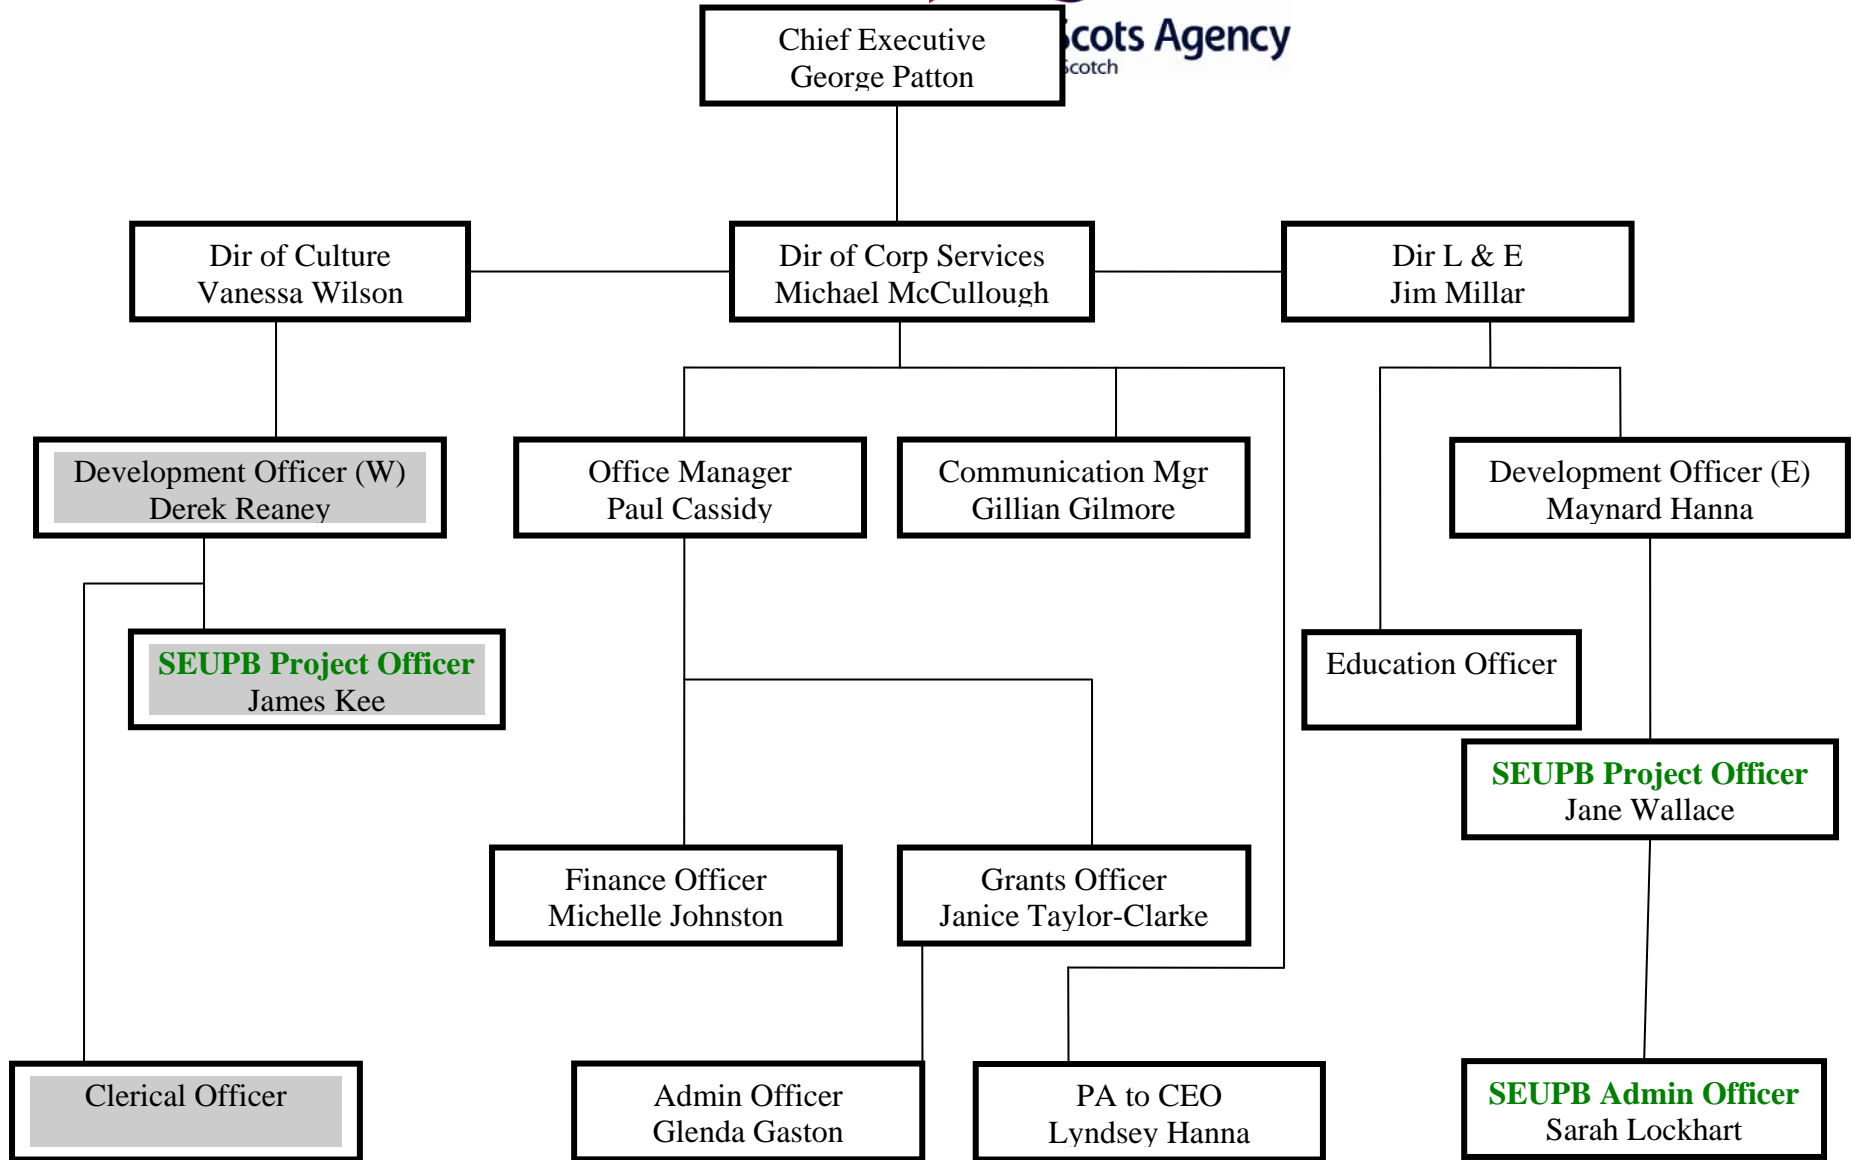 Chief Executive
George Patton
Scots Agency
Scotch
Dir of Culture
Vanessa Wilson
Dir of Corp Services
Michael McCullough
Dir L & E
Jim Millar
Development Officer (W)
Derek Reaney
Office Manager
Paul Cassidy
Communication Mgr
Gillian Gilmore
Development Officer (E)
Maynard Hanna
SEUPB Project Officer
James Kee
Education Officer
SEUPB Project Officer
Jane Wallace
Finance Officer
Michelle Johnston
Grants Officer
Janice Taylor-Clarke
Clerical Officer
Admin Officer
Glenda Gaston
PA to CEO
Lyndsey Hanna
SEUPB Admin Officer
Sarah Lockhart